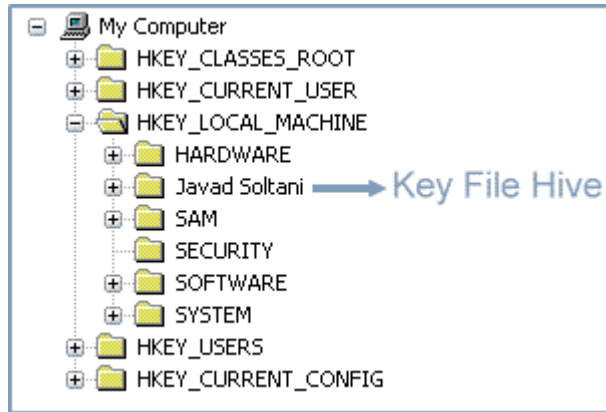 My Computer
HKEY_CLASSES_ROOT
HKEY_CURRENT_USER
HKEY_LOCAL_MACHINE
HARDWARE
Javad Soltani Key File Hive
SAM
SECURITY
SOFTWARE
SYSTEM
HKEY_USERS
HKEY_CURRENT_CONFIG